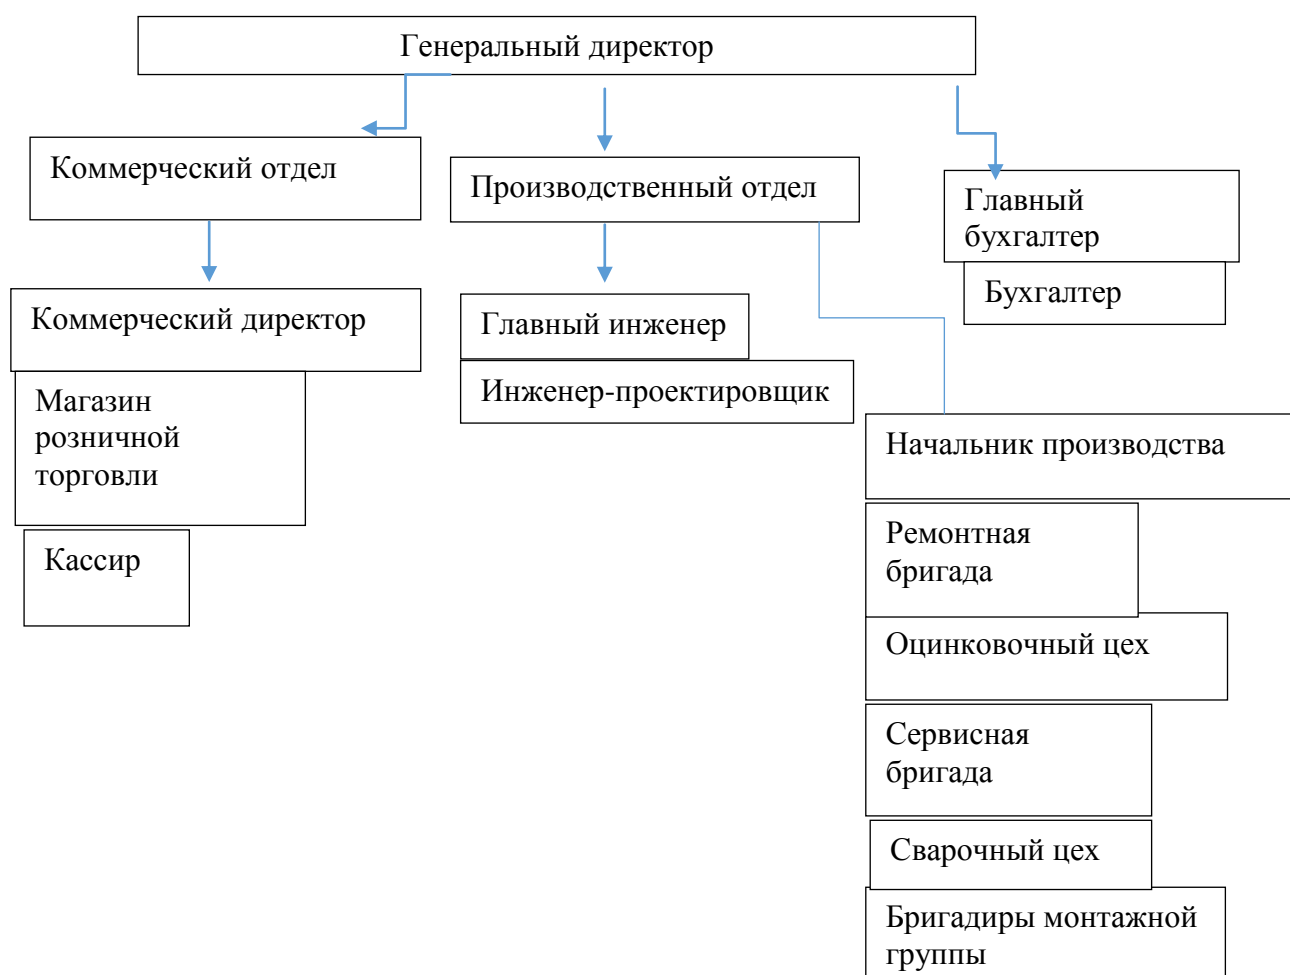 Генеральный директор
Коммерческий отдел
Производственный отдел
Главный
бухгалтер
Бухгалтер
Коммерческий директор
Главный инженер
Инженер-проектировщик
Магазин
розничной
торговли
Кассир
Начальник производства
Ремонтная
бригада
Оцинковочный цех
Сервисная
бригада
Сварочный цех
Бригадиры монтажной
группы